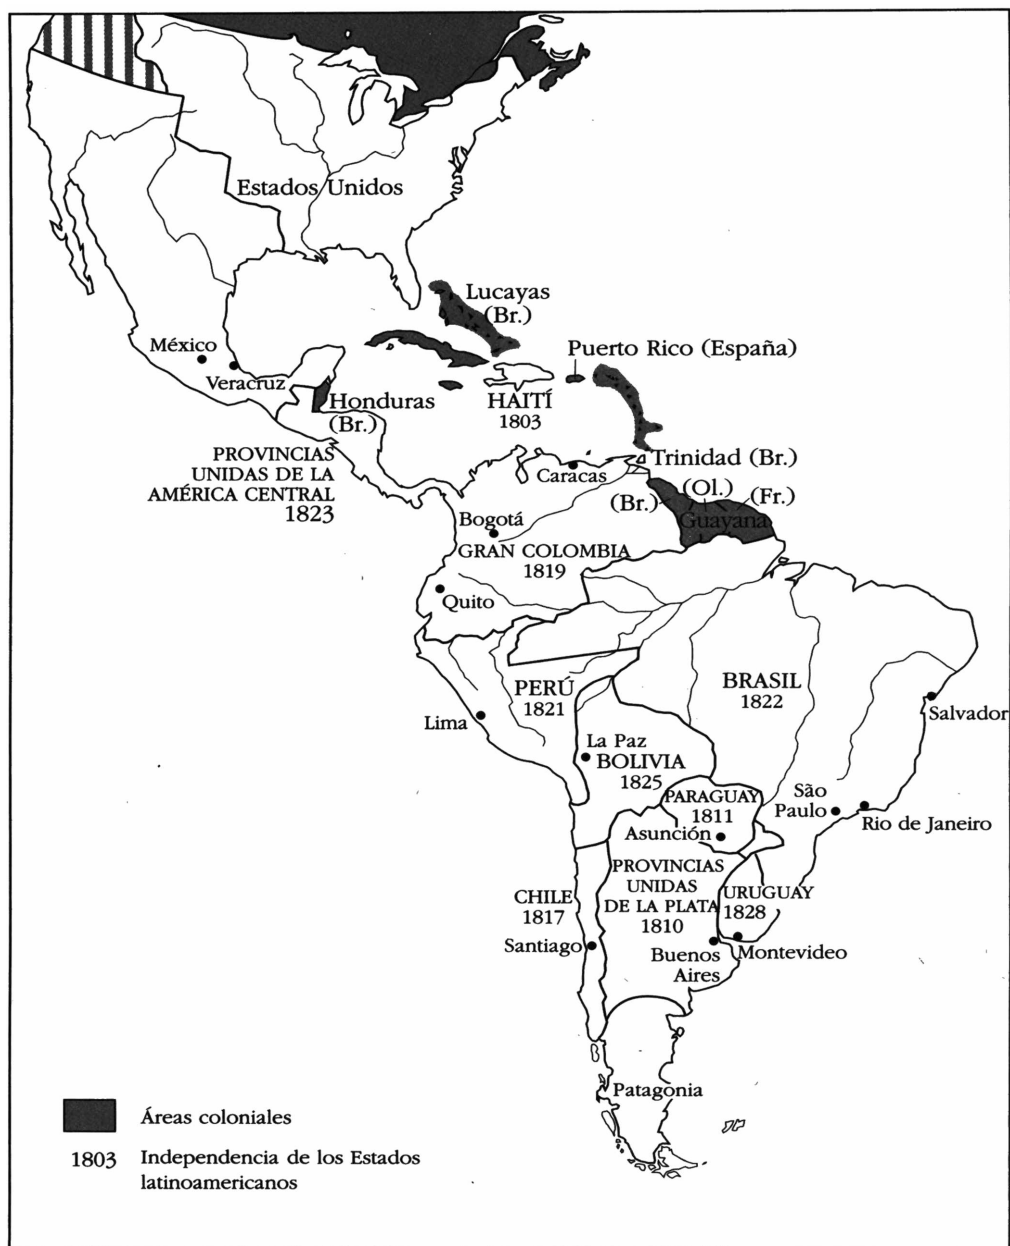 Estados Unidos
Lucayas
(Br.)
México
Veracruz
Puerto Rico (España)
Honduras
(Br.)
HAITÍ
1803
PROVINCIAS
UNIDAS DE LA
AMÉRICA CENTRAL
1823
Caracas
Trinidad (Br.)
(Br.)
(Ol.)
(Fr.)
Guayana
Bogotá
GRAN COLOMBIA
1819
Quito
PERÚ
1821
Lima
BRASIL
1822
Salvador
La Paz
BOLIVIA
1825
PARAGUAY
1811
Asunción
São
Paulo
Rio de Janeiro
CHILE
1817
Santiago
PROVINCIAS
UNIDAS
DE LA PLATA
1810
URUGUAY
1828
Buenos
Aires
Montevideo
Patagonia
Áreas coloniales
1803 Independencia de los Estados
latinoamericanos